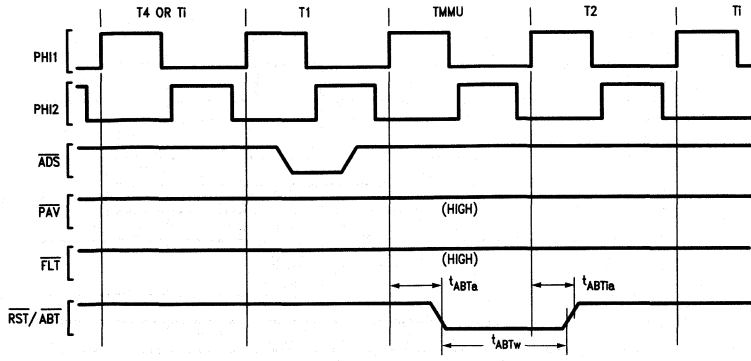 T4 OR Ti T1 TMMU T2 Ti
PHI1
PHI2
ADS
PAV (HIGH)
FLT (HIGH)
tABTa tABTia
RST/ABT
tABTw